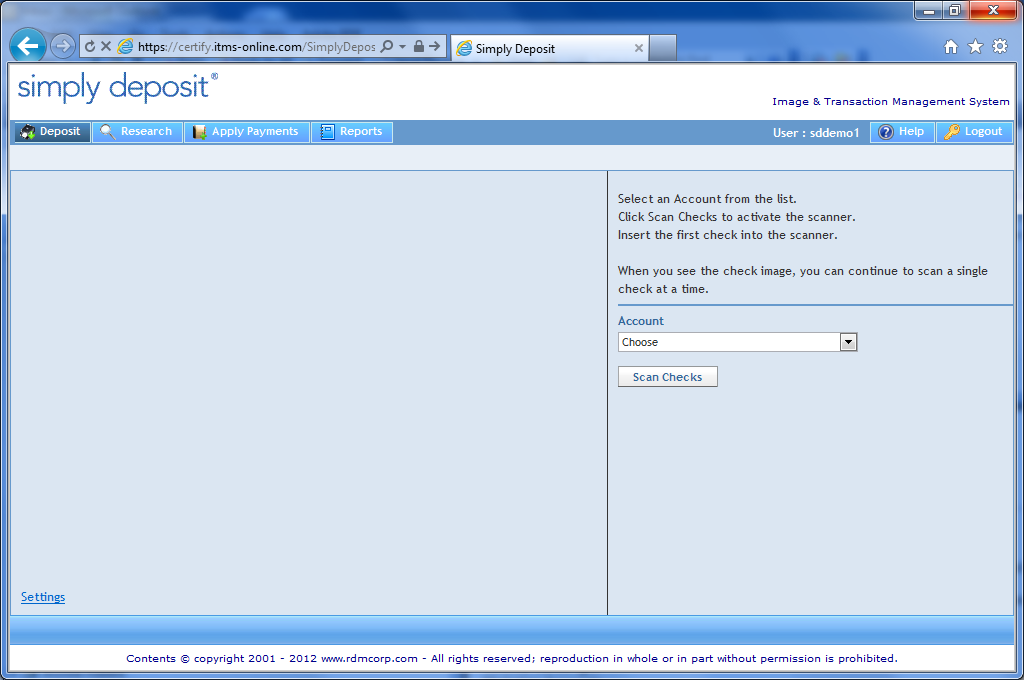 https://certify.itms-online.com/SimplyDepos
Simply Deposit
simply deposit®
Image & Transaction Management System
Deposit
Research
Apply Payments
Reports
User : sddemo1
Help
Logout
Select an Account from the list.
Click Scan Checks to activate the scanner.
Insert the first check into the scanner.
When you see the check image, you can continue to scan a single
check at a time.
Account
Choose
Scan Checks
Settings
Contents © copyright 2001 - 2012 www.rdmcorp.com - All rights reserved; reproduction in whole or in part without permission is prohibited.